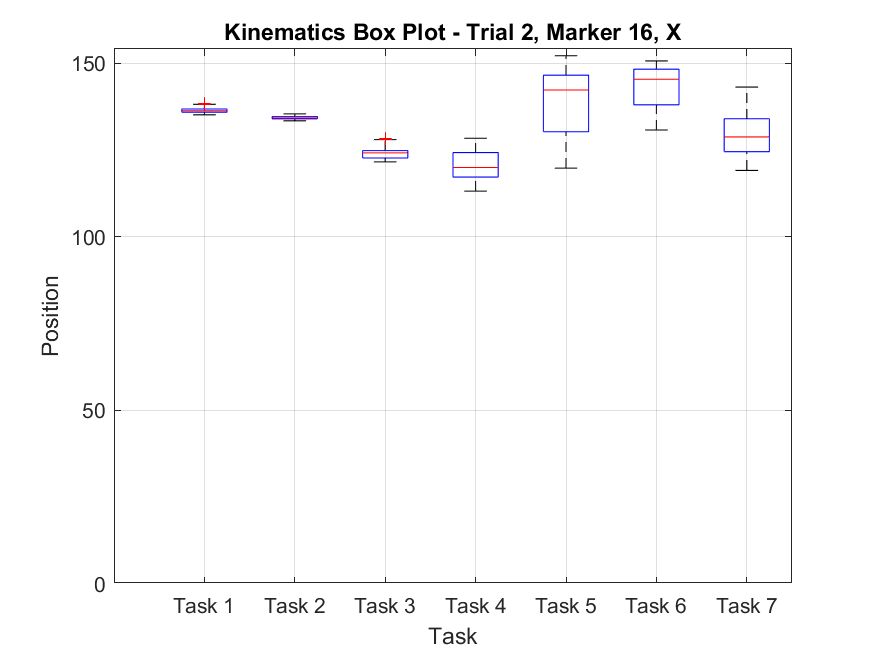 Kinematics Box Plot - Trial 2, Marker 16, X
150
100
50
0
Position
Task 1 Task 2 Task 3 Task 4 Task 5 Task 6 Task 7
Task